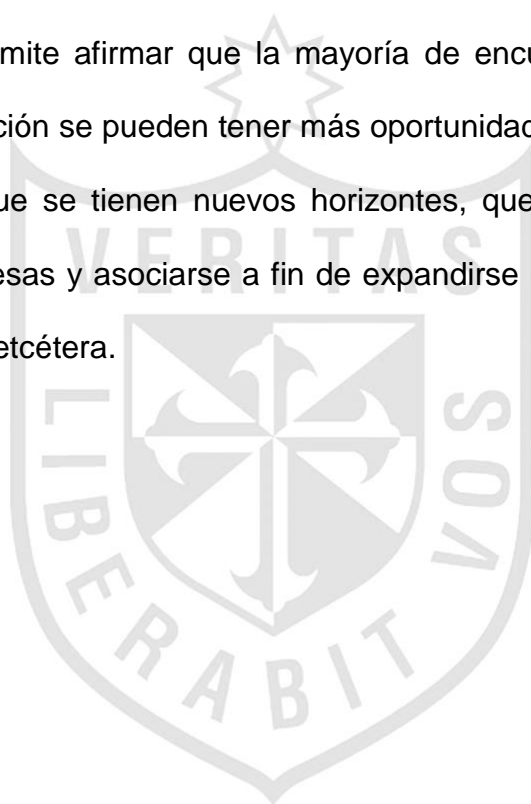 mite afirmar que la mayoría de encu
ción se pueden tener más oportunidad
ue se tienen nuevos horizontes, que
esas y asociarse a fin de expandirse
etcétera.
VERITAS
LIBERABIT
VOS